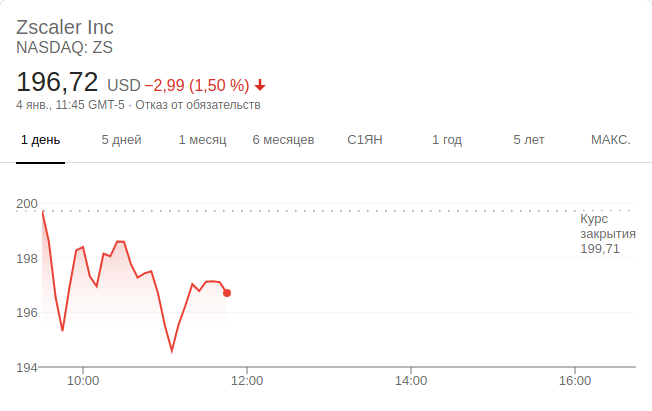 Zscaler Inc
NASDAQ: ZS
196,72 USD −2,99 (1,50 %)
4 янв., 11:45 GMT-5 · Отказ от обязательств
1 день 5 дней 1 месяц 6 месяцев С1ЯН 1 год 5 лет МАКС.
200
Курс
закрытия
199,71
198
196
194
10:00 12:00 14:00 16:00